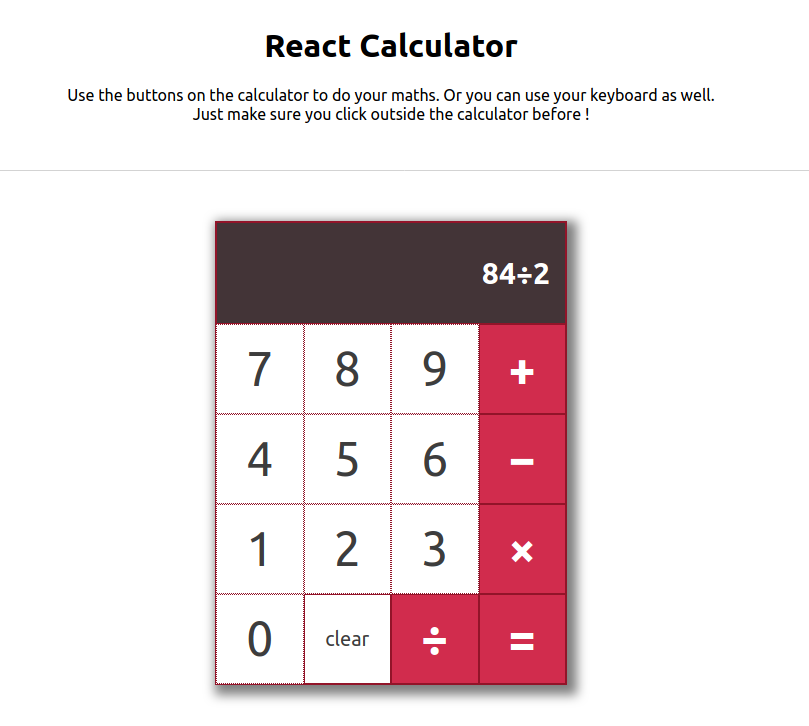 React Calculator
Use the buttons on the calculator to do your maths. Or you can use your keyboard as well.
Just make sure you click outside the calculator before !
84÷2
7 8 9 +
4 5 6 −
1 2 3 ×
0 clear ÷ =